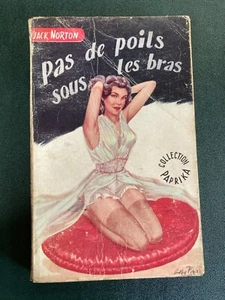 JACK NORTON
Pas de poils
sous les bras
COLLECTION
PAPRIKA